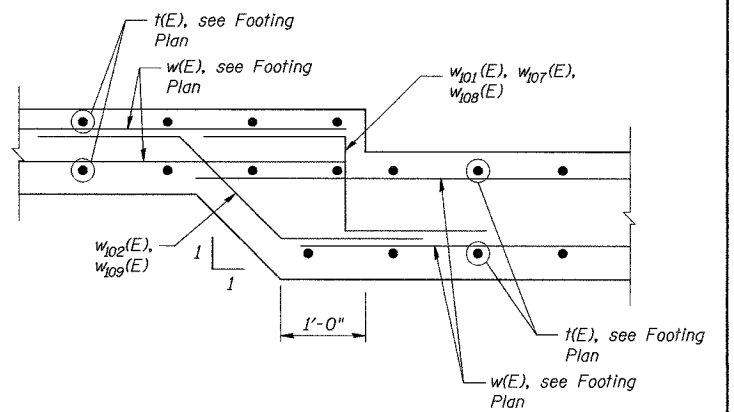 t(E), see Footing
Plan
w(E), see Footing
Plan
w101(E), w107(E),
w108(E)
w102(E),
w109(E)
1
1
1'-0"
t(E), see Footing
Plan
w(E), see Footing
Plan